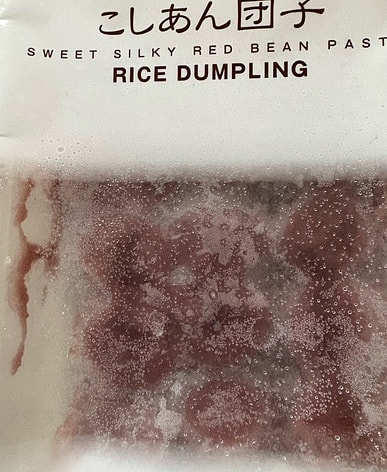 こしあん団子
SWEET SILKY RED BEAN PAST
RICE DUMPLING